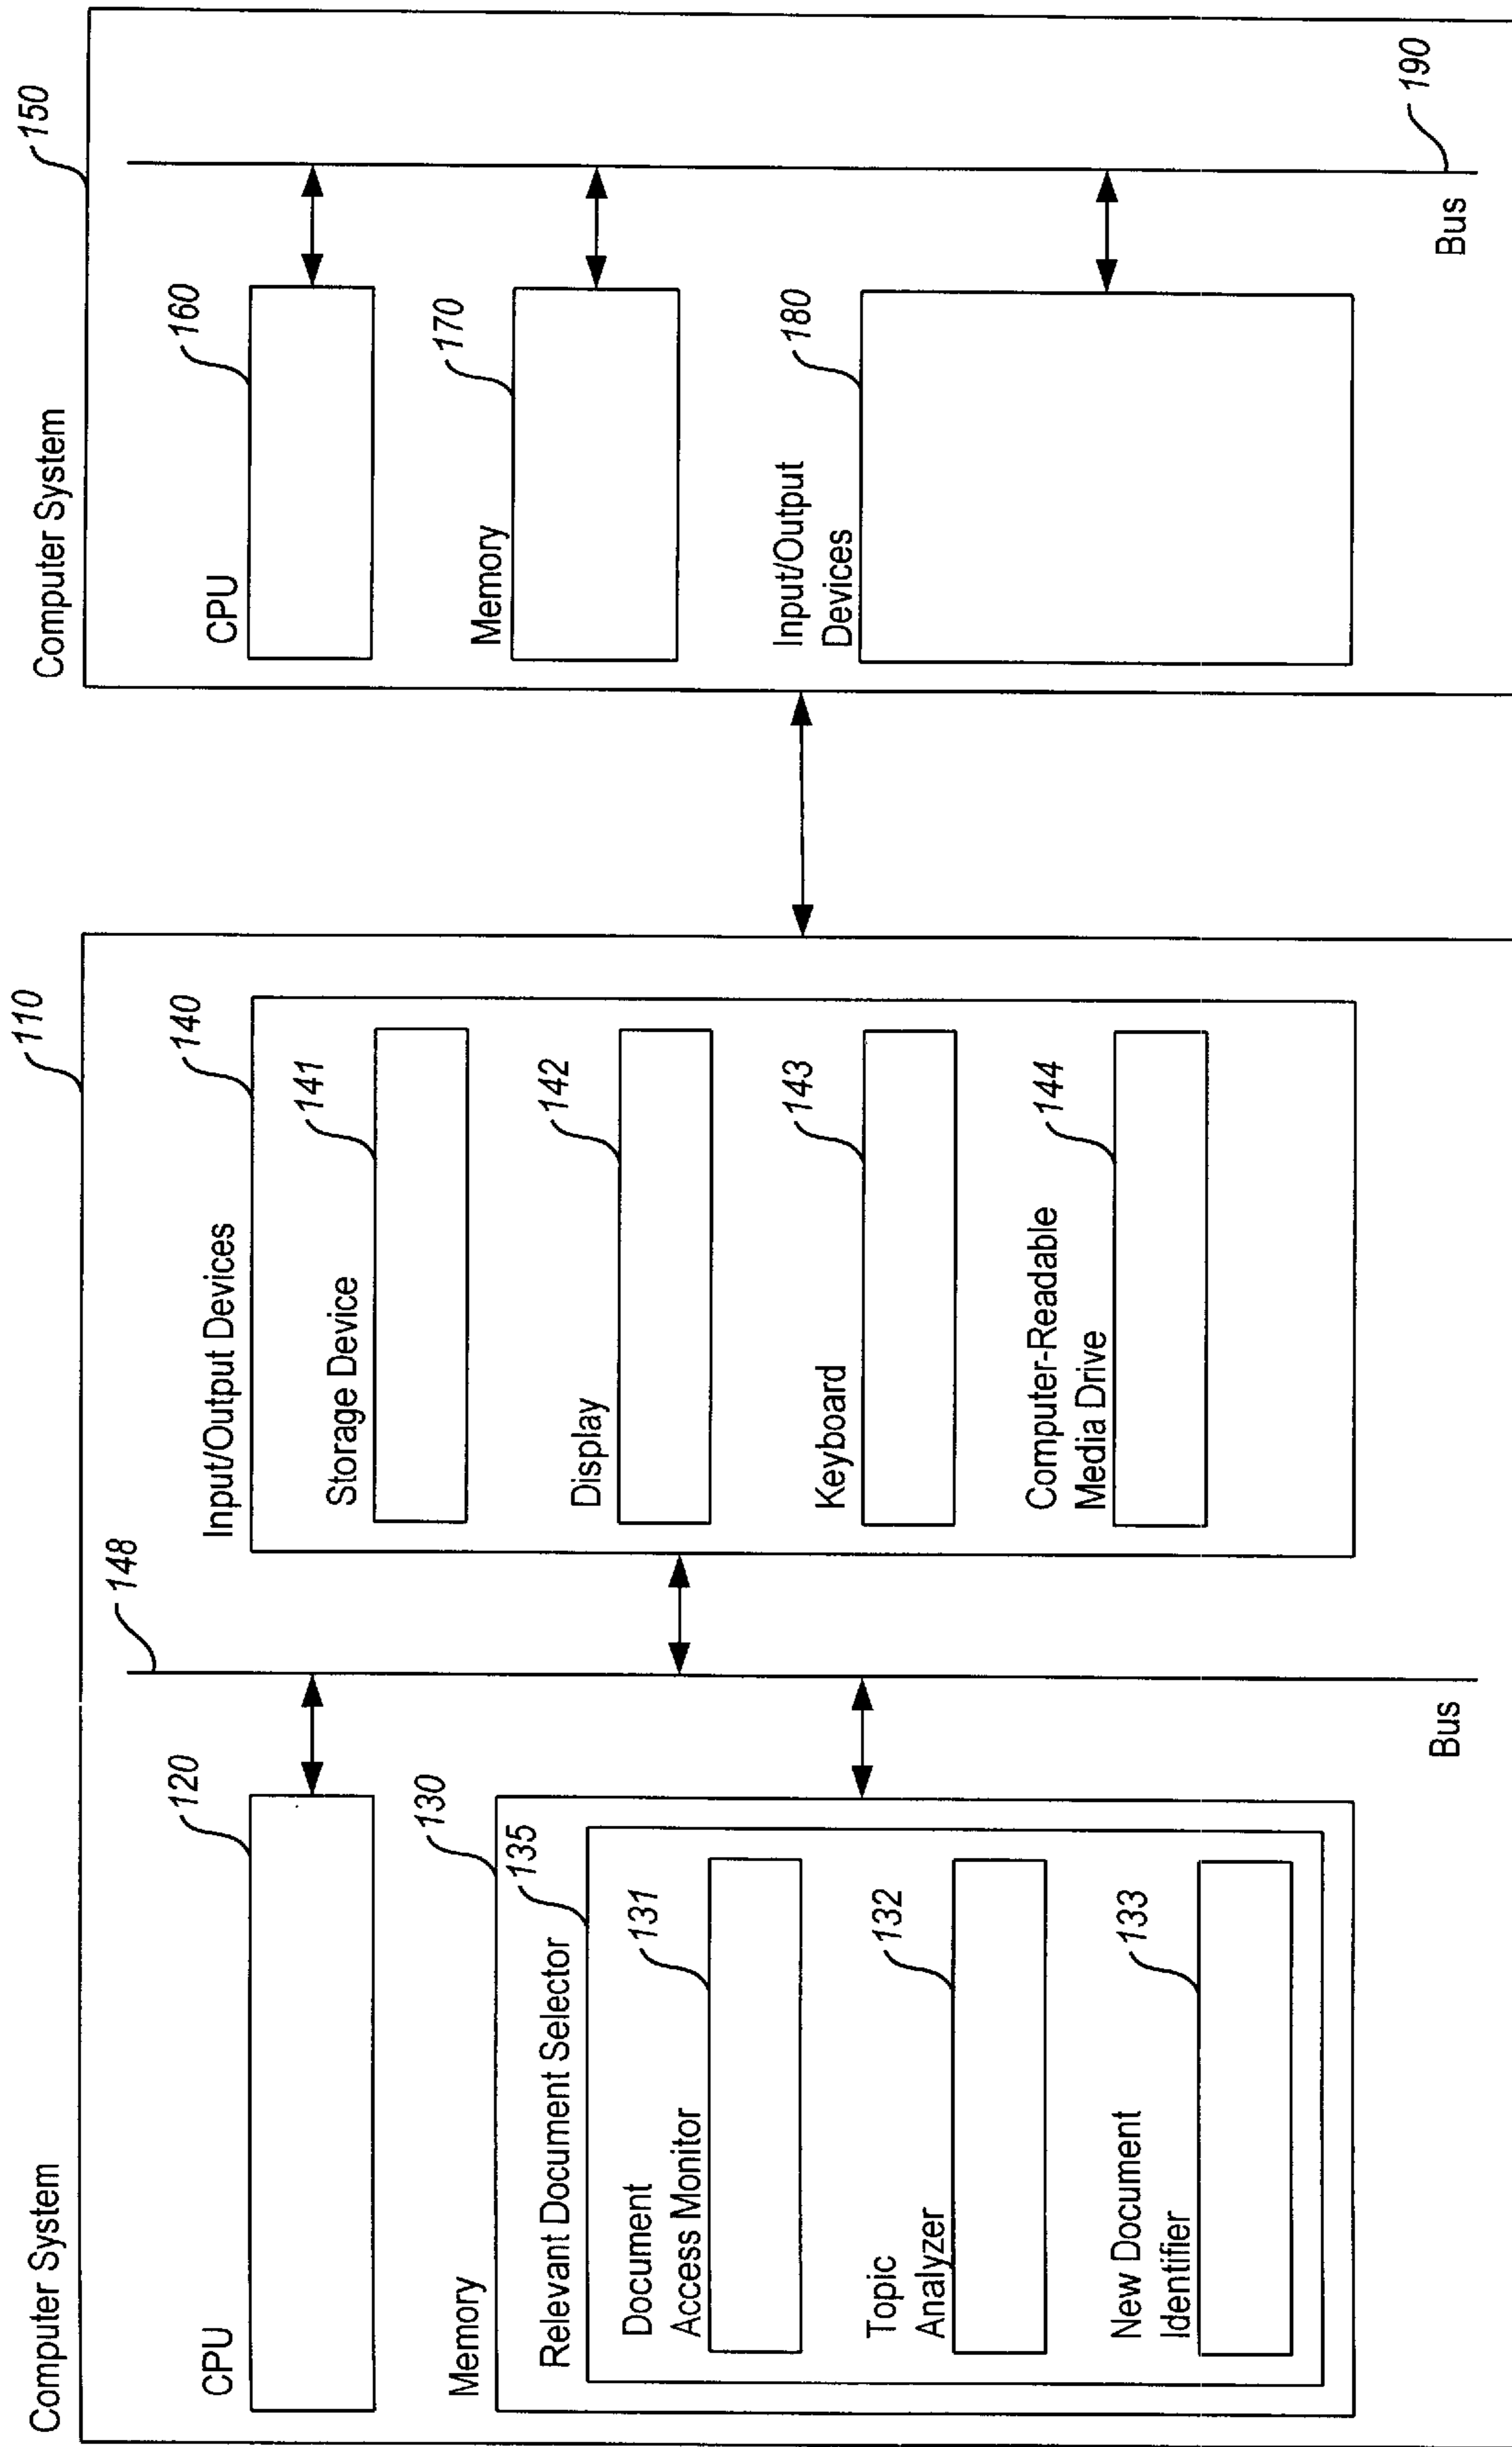 Computer System
110
CPU
120
Memory
130
Relevant Document Selector
135
Document
Access Monitor
131
Topic
Analyzer
132
New Document
Identifier
133
148
Bus
Input/Output Devices
140
Storage Device
141
Display
142
Keyboard
143
Computer-Readable
Media Drive
144
Computer System
150
CPU
160
Memory
170
Input/Output
Devices
180
Bus
190